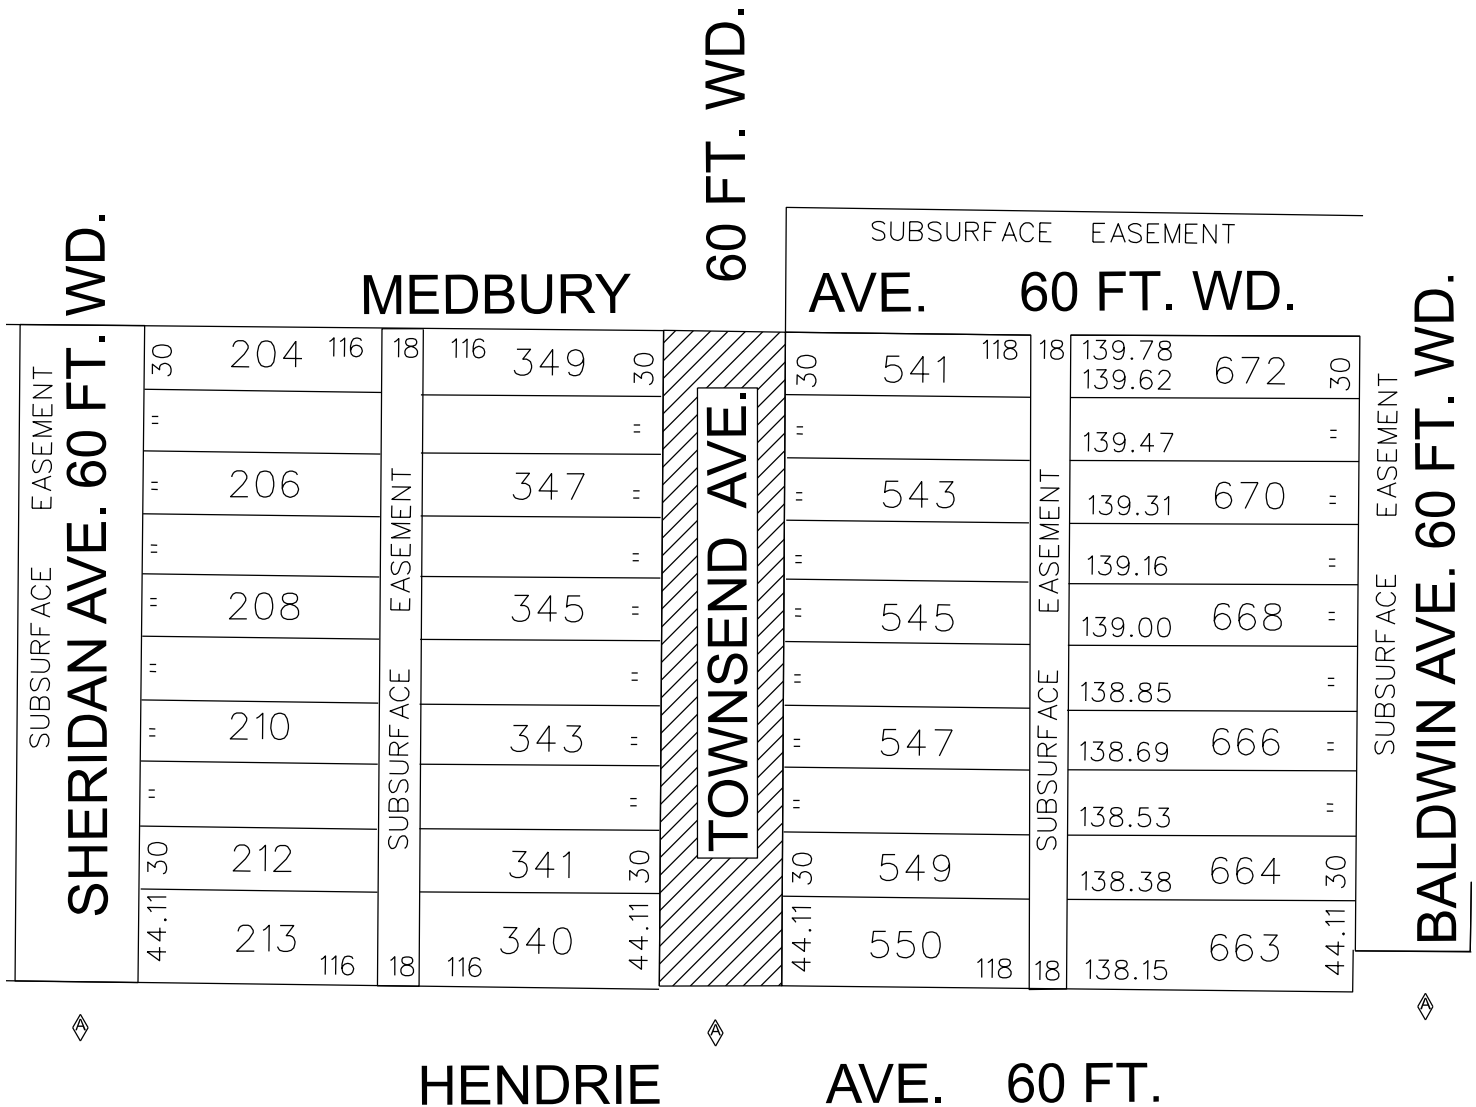 60 FT. WD.
SUBSURFACE EASEMENT
MEDBURY AVE. 60 FT. WD.
SHERIDAN AVE. 60 FT. WD.
SUBSURFACE EASEMENT
30 204 116 18 116 349 30
30 541 118 18 139.78 672 30
139.62
= = = 139.47 =
= 206 347 = = 543 139.31 670 =
= = = 139.16 =
= 208 345 = = 545 139.00 668 =
= = = 138.85 =
= 210 343 = = 547 138.69 666 =
= = = 138.53 =
30 212 341 30 30 549 138.38 664 30
44.11 213 116 18 116 340 44.11
44.11 550 118 18 138.15 663 44.11
SUBSURFACE EASEMENT
TOWNSEND AVE.
SUBSURFACE EASEMENT
SUBSURFACE EASEMENT
BALDWIN AVE. 60 FT. WD.
A A A
HENDRIE AVE. 60 FT.